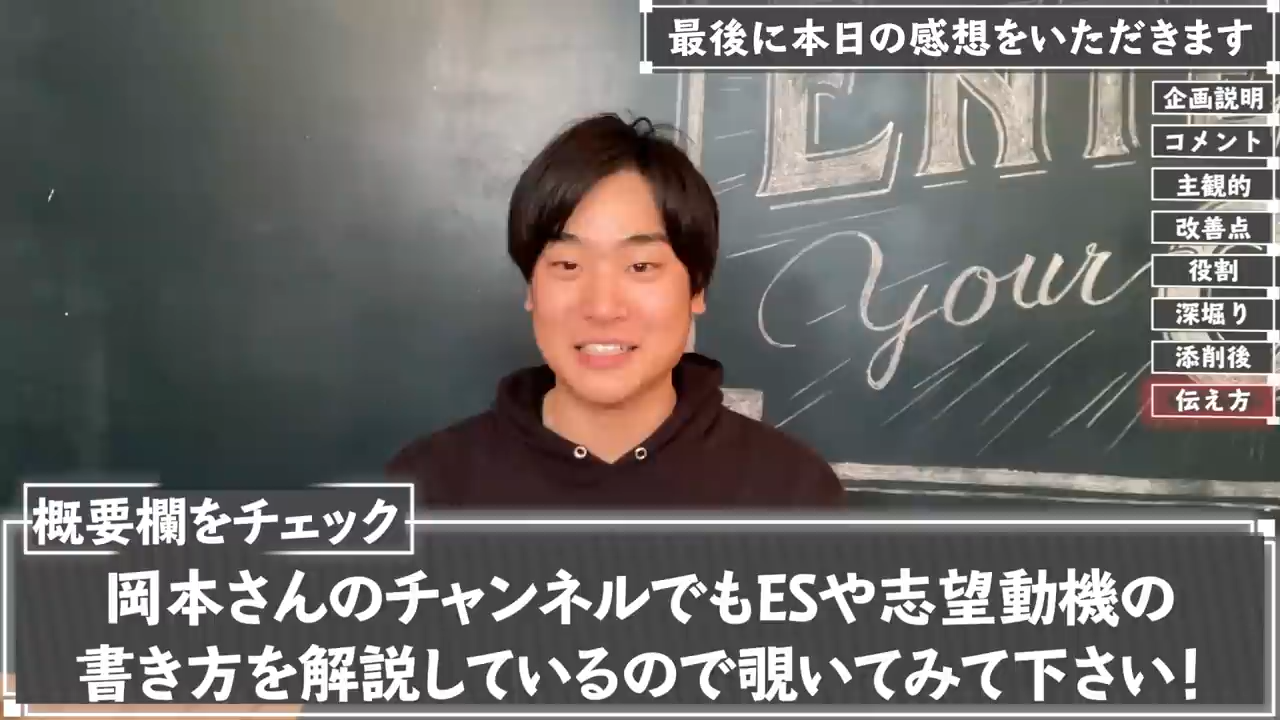 最後に本日の感想をいただきます
企画説明
コメント
主観的
改善点
役割
深堀り
添削後
伝え方
Your
概要欄をチェック
岡本さんのチャンネルでもESや志望動機の
書き方を解説しているので覗いてみて下さい!